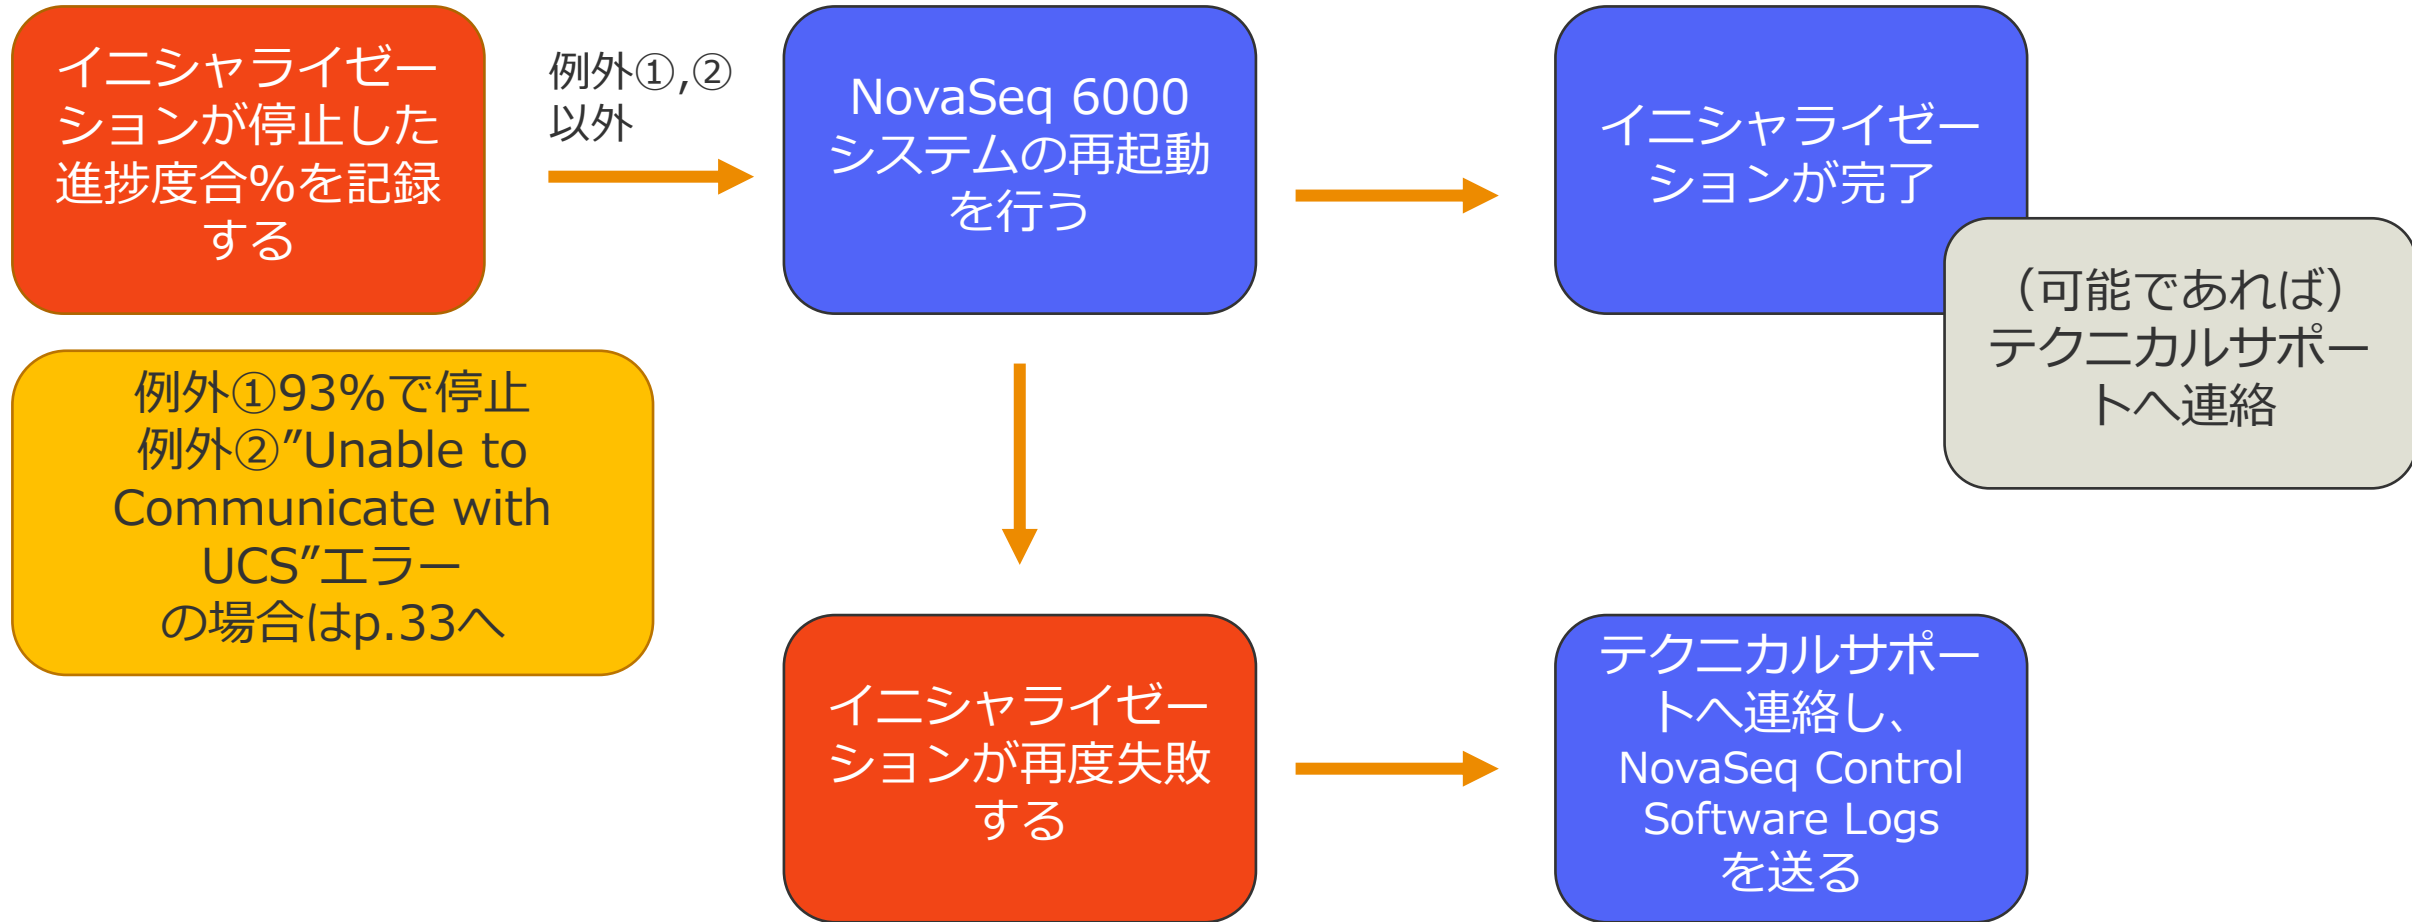 イニシャライゼー
ションが停止した
進捗度合%を記録
する
例外①,②
以外
NovaSeq 6000
システムの再起動
を行う
イニシャライゼー
ションが完了
（可能であれば）
テクニカルサポー
トへ連絡
例外①93%で停止
例外②”Unable to
Communicate with
UCS”エラー
の場合はp.33へ
イニシャライゼー
ションが再度失敗
する
テクニカルサポー
トへ連絡し、
NovaSeq Control
Software Logs
を送る